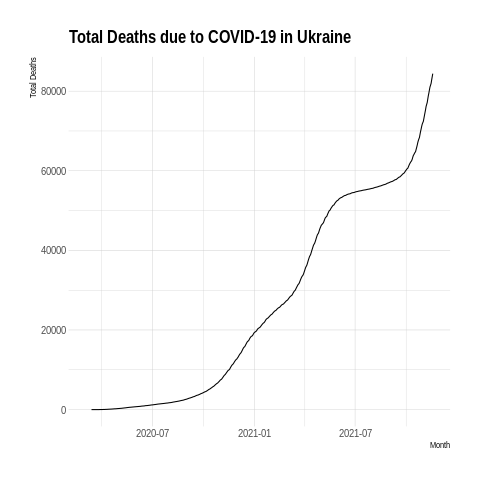 Total Deaths due to COVID-19 in Ukraine
Total Deaths
80000
60000
40000
20000
0
2020-07 2021-01 2021-07
Month